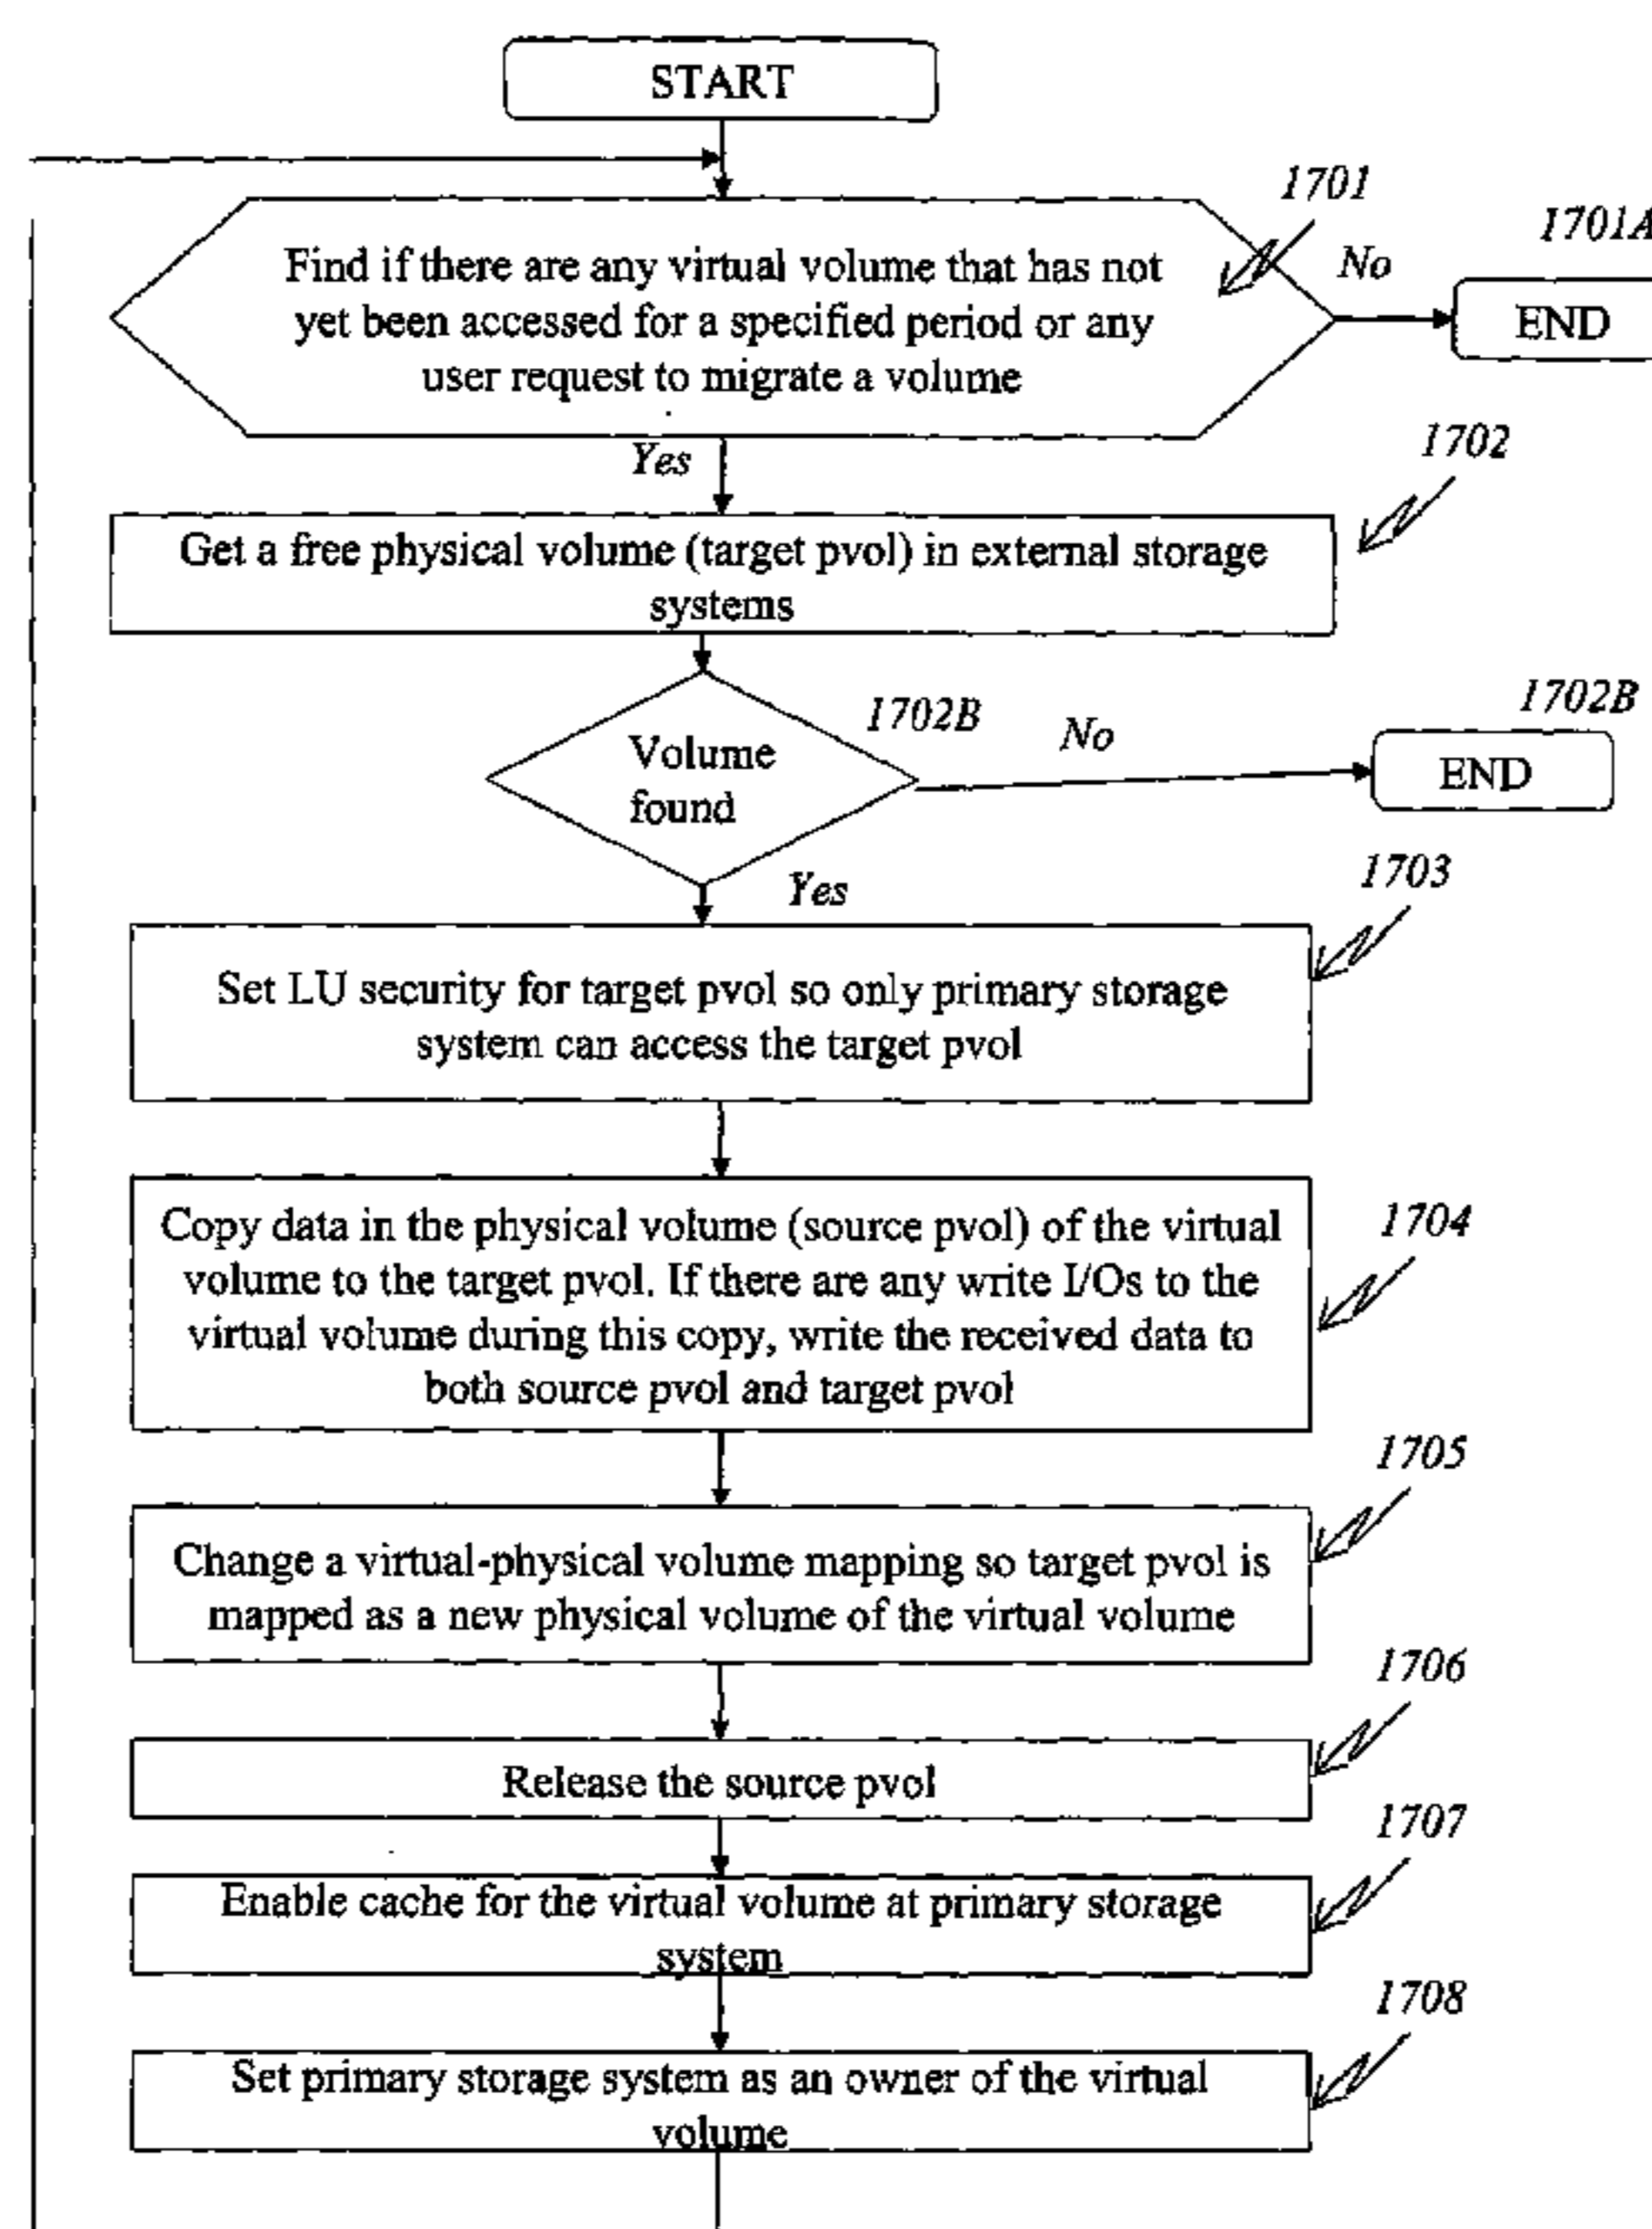 START
1701
1701A
Find if there are any virtual volume that has not
yet been accessed for a specified period or any
user request to migrate a volume
No
END
Yes
1702
Get a free physical volume (target pvol) in external storage
systems
1702B
1702B
Volume
found
No
END
Yes
1703
Set LU security for target pvol so only primary storage
system can access the target pvol
1704
Copy data in the physical volume (source pvol) of the virtual
volume to the target pvol. If there are any write I/Os to the
virtual volume during this copy, write the received data to
both source pvol and target pvol
1705
Change a virtual-physical volume mapping so target pvol is
mapped as a new physical volume of the virtual volume
1706
Release the source pvol
1707
Enable cache for the virtual volume at primary storage
system
1708
Set primary storage system as an owner of the virtual
volume